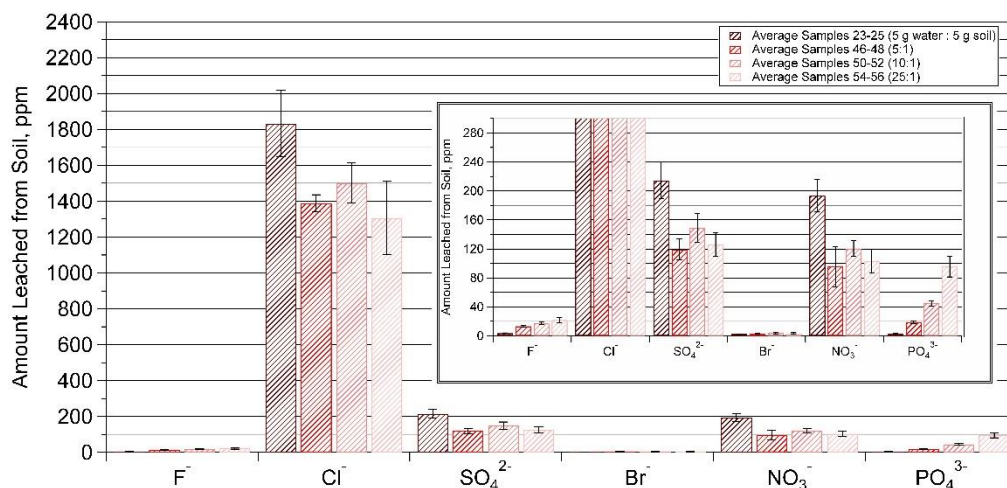 2400
2200
2000
1800
1600
1400
1200
1000
800
600
400
200
0
Amount Leached from Soil, ppm
F⁻
Cl⁻
SO₄²⁻
Br⁻
NO₃⁻
PO₄³⁻
Average Samples 23-25 (5 g water : 5 g soil)
Average Samples 46-48 (5:1)
Average Samples 50-52 (10:1)
Average Samples 54-56 (25:1)
280
240
200
160
120
80
40
0
Amount Leached from Soil, ppm
F⁻
Cl⁻
SO₄²⁻
Br⁻
NO₃⁻
PO₄³⁻